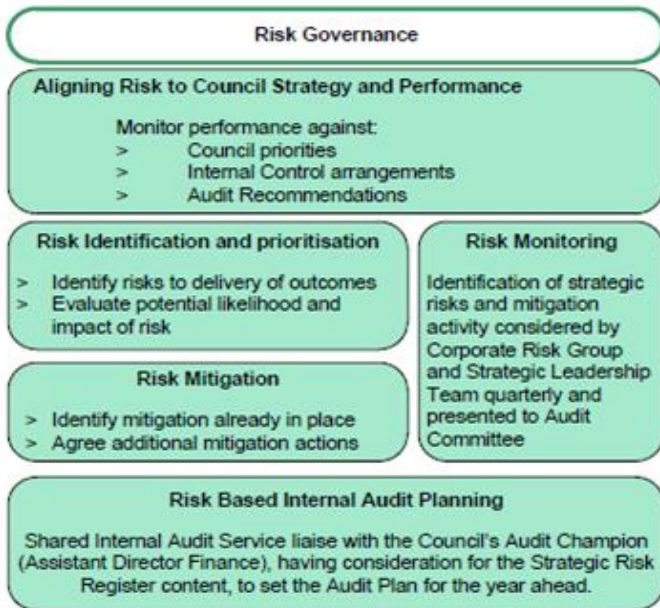 Risk Governance
Aligning Risk to Council Strategy and Performance
Monitor performance against:
> Council priorities
> Internal Control arrangements
> Audit Recommendations
Risk Identification and prioritisation
> Identify risks to delivery of outcomes
> Evaluate potential likelihood and
impact of risk
Risk Mitigation
> Identify mitigation already in place
> Agree additional mitigation actions
Risk Monitoring
Identification of strategic
risks and mitigation
activity considered by
Corporate Risk Group
and Strategic Leadership
Team quarterly and
presented to Audit
Committee
Risk Based Internal Audit Planning
Shared Internal Audit Service liaise with the Council's Audit Champion
(Assistant Director Finance), having consideration for the Strategic Risk
Register content, to set the Audit Plan for the year ahead.